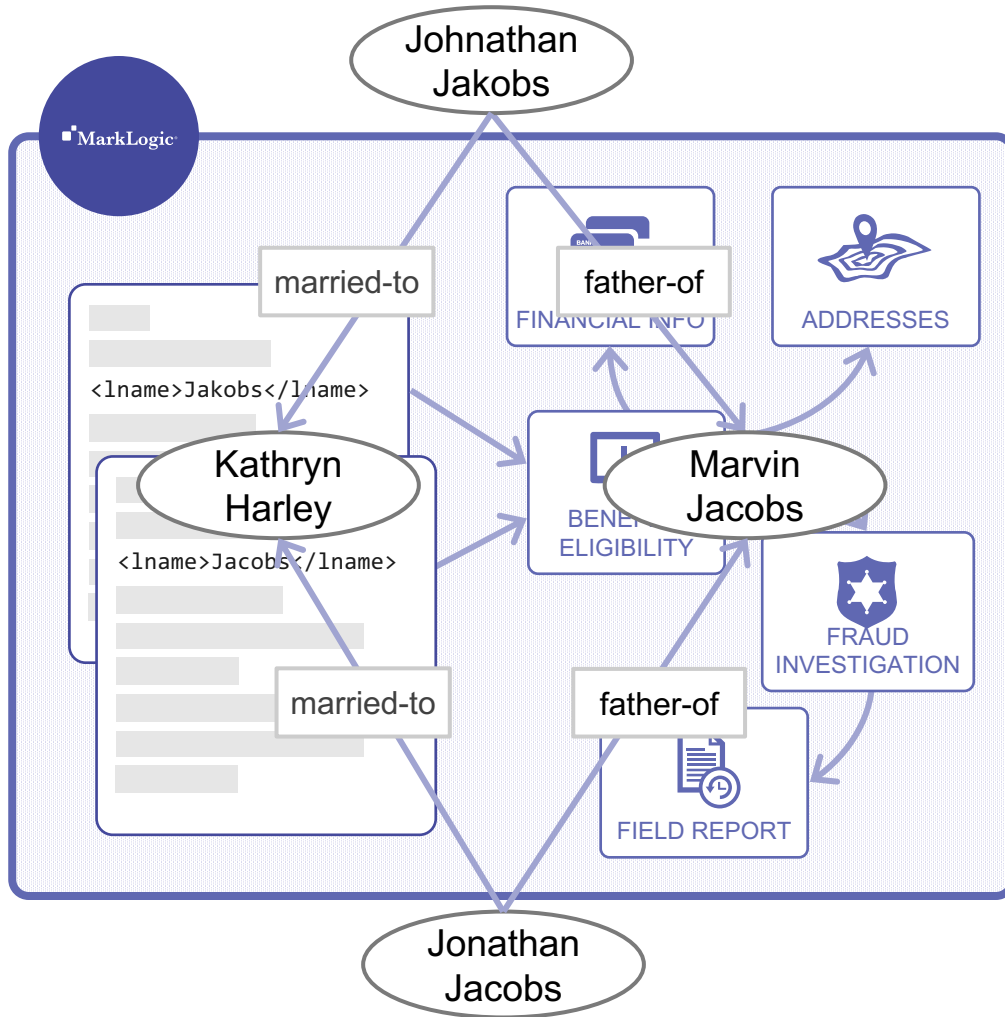 Johnathan
Jakobs
MarkLogic
married-to
father-of
FINANCIAL INFO
ADDRESSES
<lname>Jakobs</lname>
Kathryn
Harley
Marvin
Jacobs
ELIGIBILITY
<lname>Jacobs</lname>
FRAUD
INVESTIGATION
married-to
father-of
FIELD REPORT
Jonathan
Jacobs